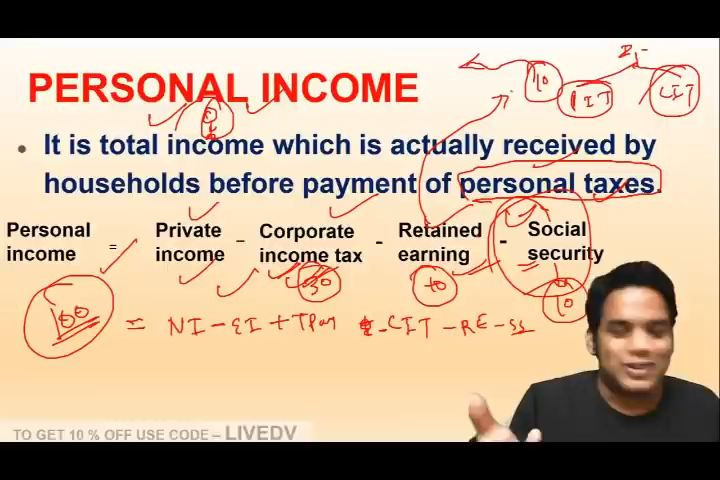 PERSONAL INCOME
• It is total income which is actually received by
households before payment of personal taxes.
Personal income = Private income - Corporate income tax - Retained earning - Social security
10 PIT CIT
30 10 10
100 = NI - EI + TPay - CIT - RE - SS
TO GET 10 % OFF USE CODE – LIVEDV